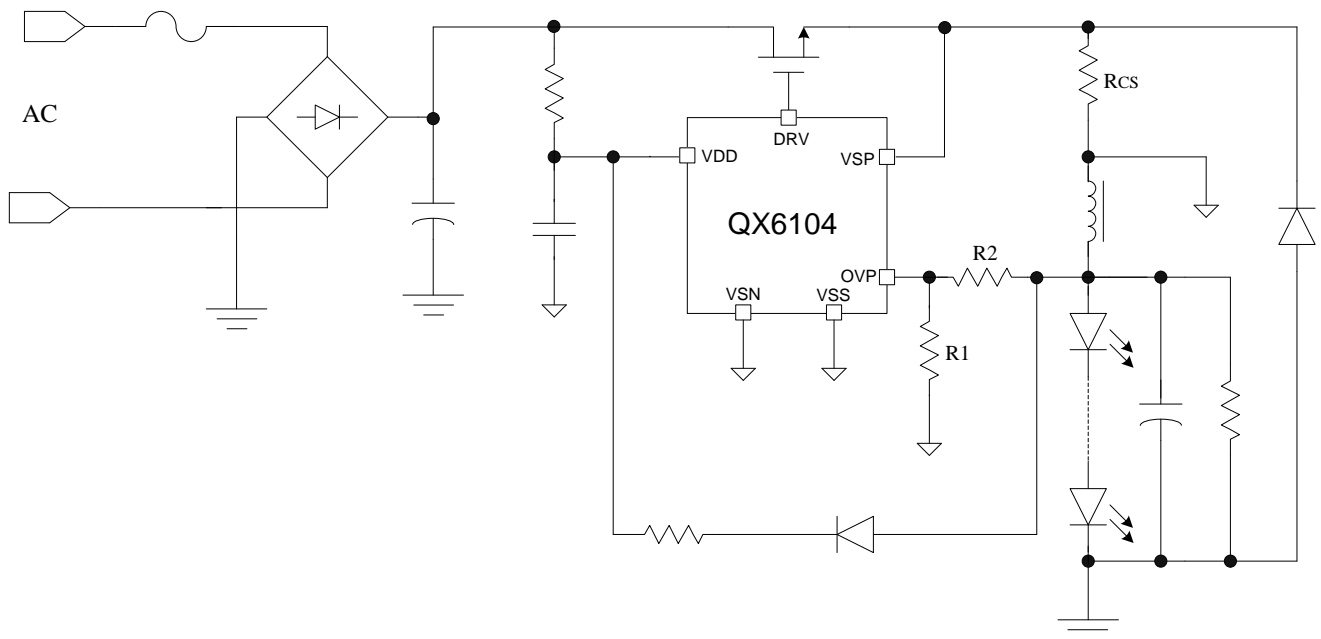 AC
RCS
DRV
VDD
VSP
QX6104
R2
OVP
VSN
VSS
R1